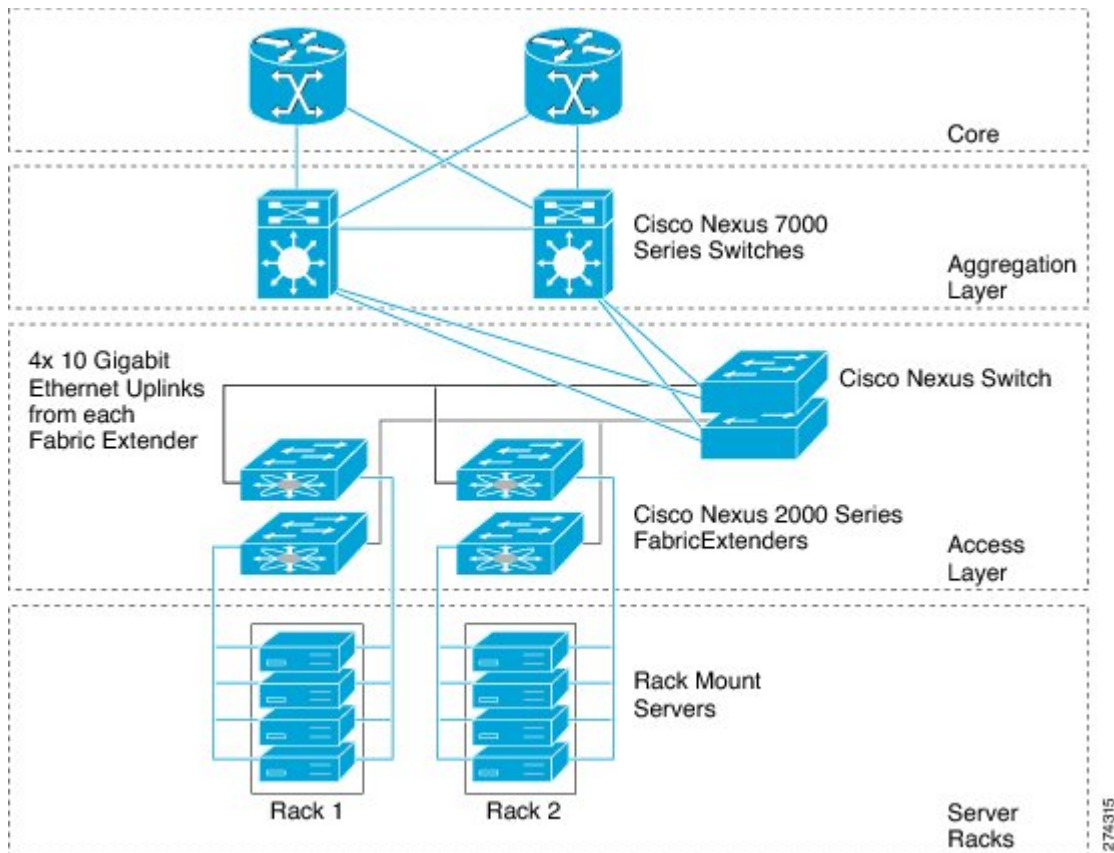 Core
Cisco Nexus 7000
Series Switches
Aggregation
Layer
4x 10 Gigabit
Ethernet Uplinks
from each
Fabric Extender
Cisco Nexus Switch
Cisco Nexus 2000 Series
FabricExtenders
Access
Layer
Rack Mount
Servers
Rack 1
Rack 2
Server
Racks
274315